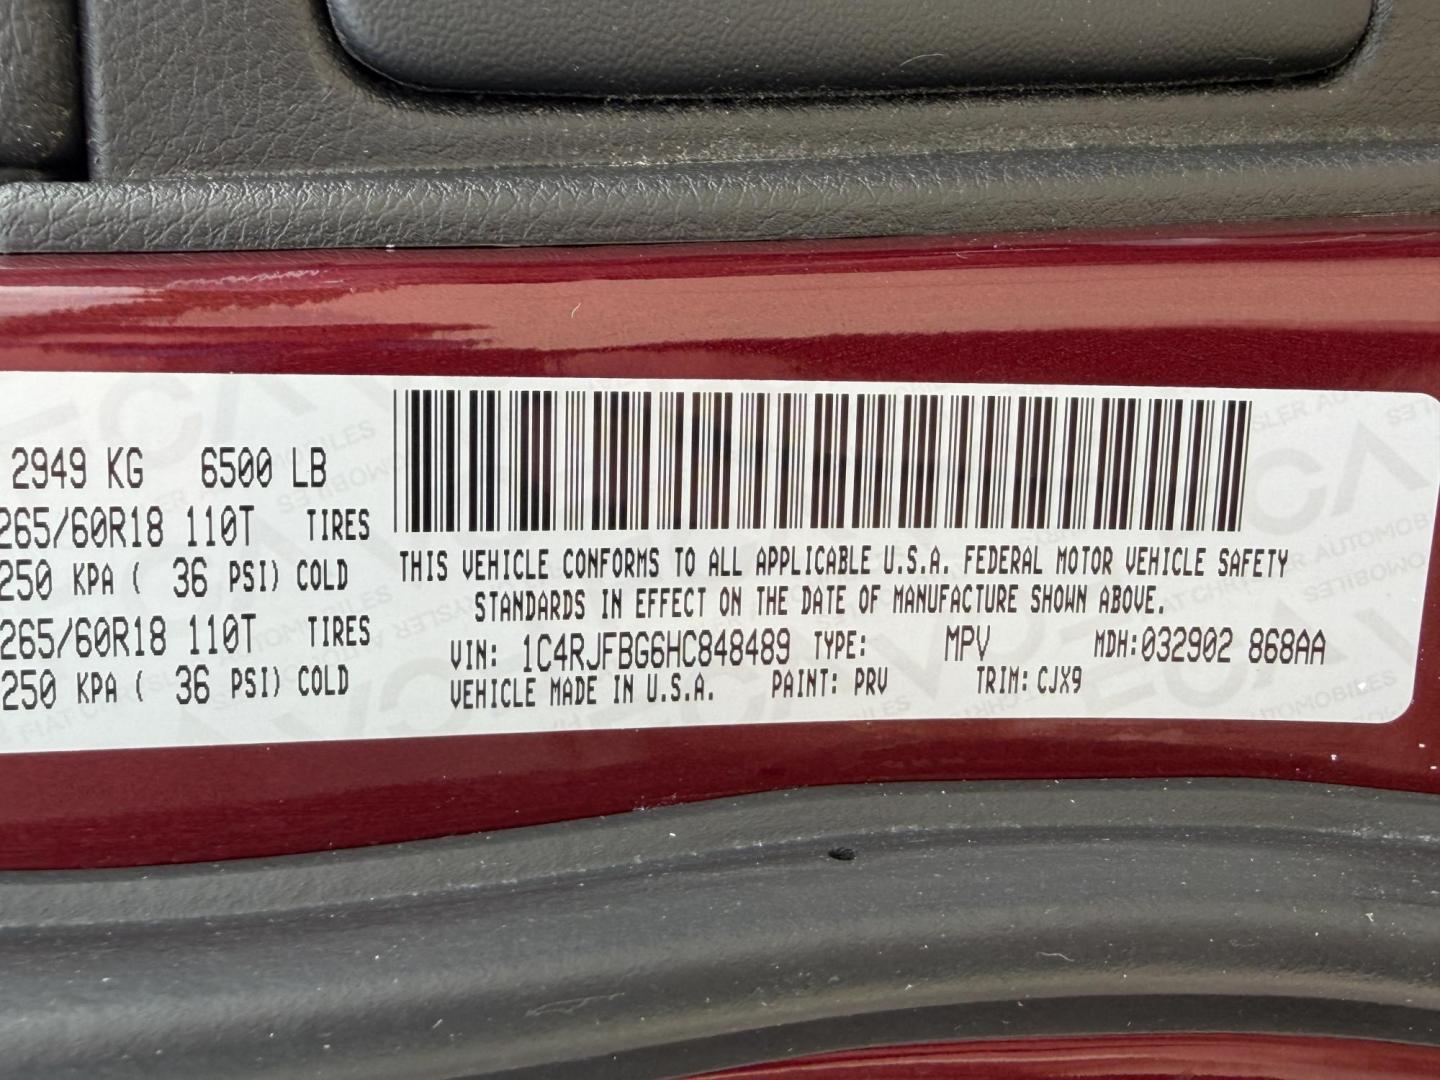 2949 KG 6500 LB
265/60R18 110T TIRES
250 KPA ( 36 PSI) COLD
265/60R18 110T TIRES
250 KPA ( 36 PSI) COLD
THIS VEHICLE CONFORMS TO ALL APPLICABLE U.S.A. FEDERAL MOTOR VEHICLE SAFETY
STANDARDS IN EFFECT ON THE DATE OF MANUFACTURE SHOWN ABOVE.
VIN: 1C4RJFBG6HC848489 TYPE: MPV MDH:032902 868AA
VEHICLE MADE IN U.S.A. PAINT: PRV TRIM: CJX9